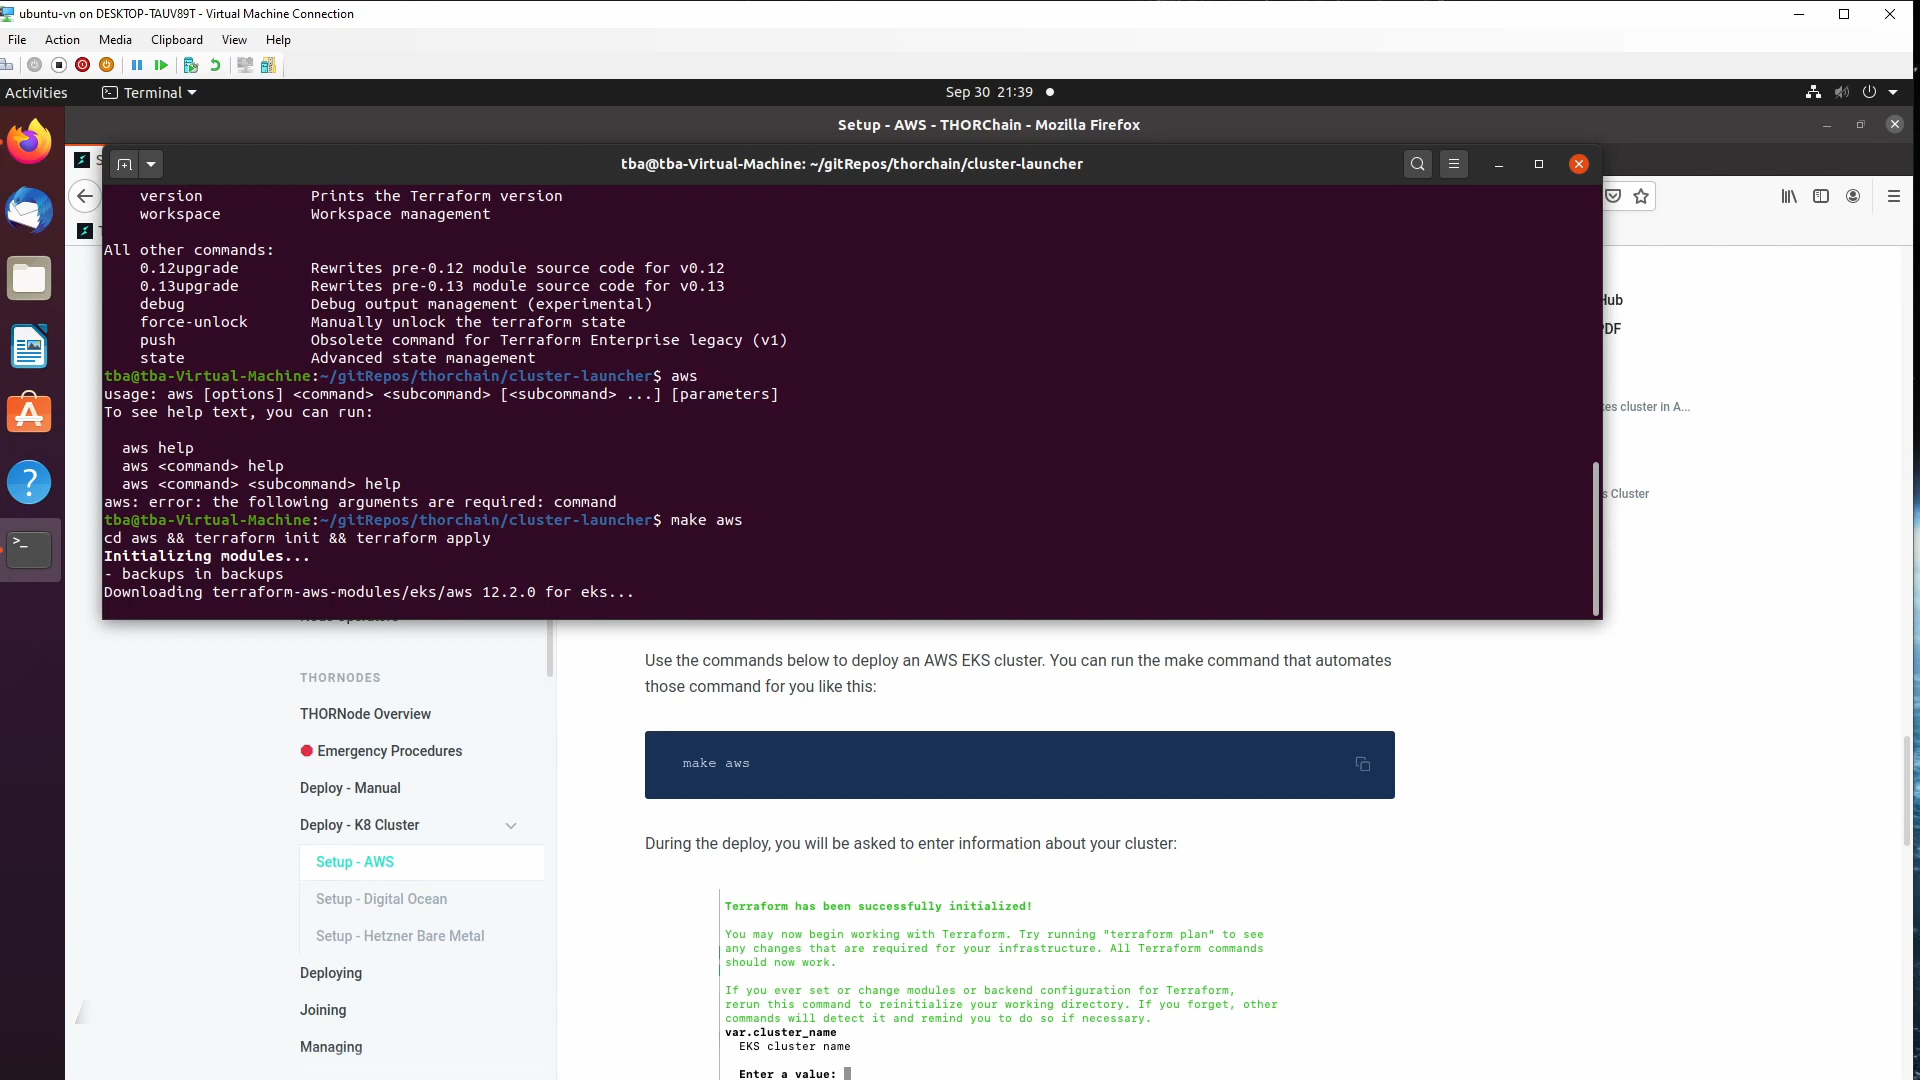 ubuntu-vn on DESKTOP-TAUV89T - Virtual Machine Connection
File Action Media Clipboard View Help
Activities Terminal Sep 30 21:39
Setup - AWS - THORChain - Mozilla Firefox
tba@tba-Virtual-Machine: ~/gitRepos/thorchain/cluster-launcher
version Prints the Terraform version
workspace Workspace management
All other commands:
0.12upgrade Rewrites pre-0.12 module source code for v0.12
0.13upgrade Rewrites pre-0.13 module source code for v0.13
debug Debug output management (experimental)
force-unlock Manually unlock the terraform state
push Obsolete command for Terraform Enterprise legacy (v1)
state Advanced state management
tba@tba-Virtual-Machine:~/gitRepos/thorchain/cluster-launcher$ aws
usage: aws [options] <command> <subcommand> [<subcommand> ...] [parameters]
To see help text, you can run:
aws help
aws <command> help
aws <command> <subcommand> help
aws: error: the following arguments are required: command
tba@tba-Virtual-Machine:~/gitRepos/thorchain/cluster-launcher$ make aws
cd aws && terraform init && terraform apply
Initializing modules...
- backups in backups
Downloading terraform-aws-modules/eks/aws 12.2.0 for eks...
Hub
PDF
tes cluster in A...
s Cluster
THORNODES
THORNode Overview
Emergency Procedures
Deploy - Manual
Deploy - K8 Cluster
Setup - AWS
Setup - Digital Ocean
Setup - Hetzner Bare Metal
Deploying
Joining
Managing
Use the commands below to deploy an AWS EKS cluster. You can run the make command that automates
those command for you like this:
make aws
During the deploy, you will be asked to enter information about your cluster:
Terraform has been successfully initialized!
You may now begin working with Terraform. Try running "terraform plan" to see
any changes that are required for your infrastructure. All Terraform commands
should now work.
If you ever set or change modules or backend configuration for Terraform,
rerun this command to reinitialize your working directory. If you forget, other
commands will detect it and remind you to do so if necessary.
var.cluster_name
EKS cluster name
Enter a value: